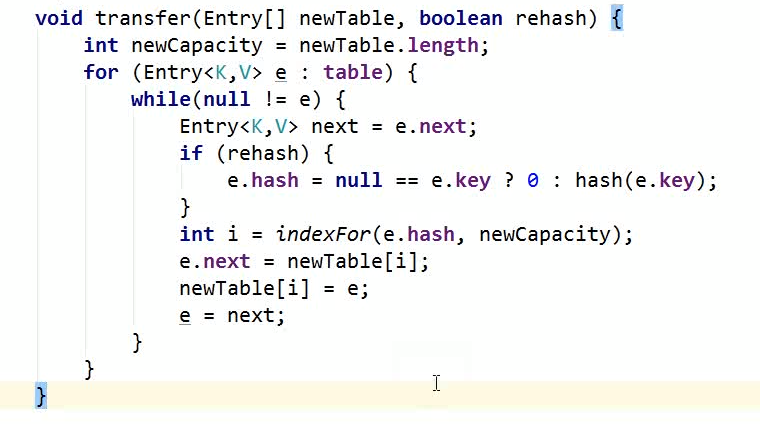 void transfer(Entry[] newTable, boolean rehash) {
    int newCapacity = newTable.length;
    for (Entry<K,V> e : table) {
        while(null != e) {
            Entry<K,V> next = e.next;
            if (rehash) {
                e.hash = null == e.key ? 0 : hash(e.key);
            }
            int i = indexFor(e.hash, newCapacity);
            e.next = newTable[i];
            newTable[i] = e;
            e = next;
        }
    }
}